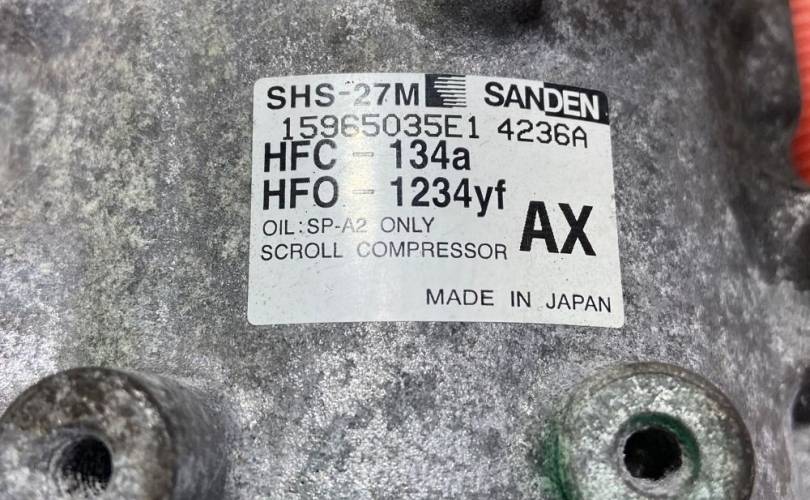 SHS-27M SANDEN
15965035E1 4236A
HFC - 134a
HFO - 1234yf
OIL:SP-A2 ONLY
AX
SCROLL COMPRESSOR
MADE IN JAPAN